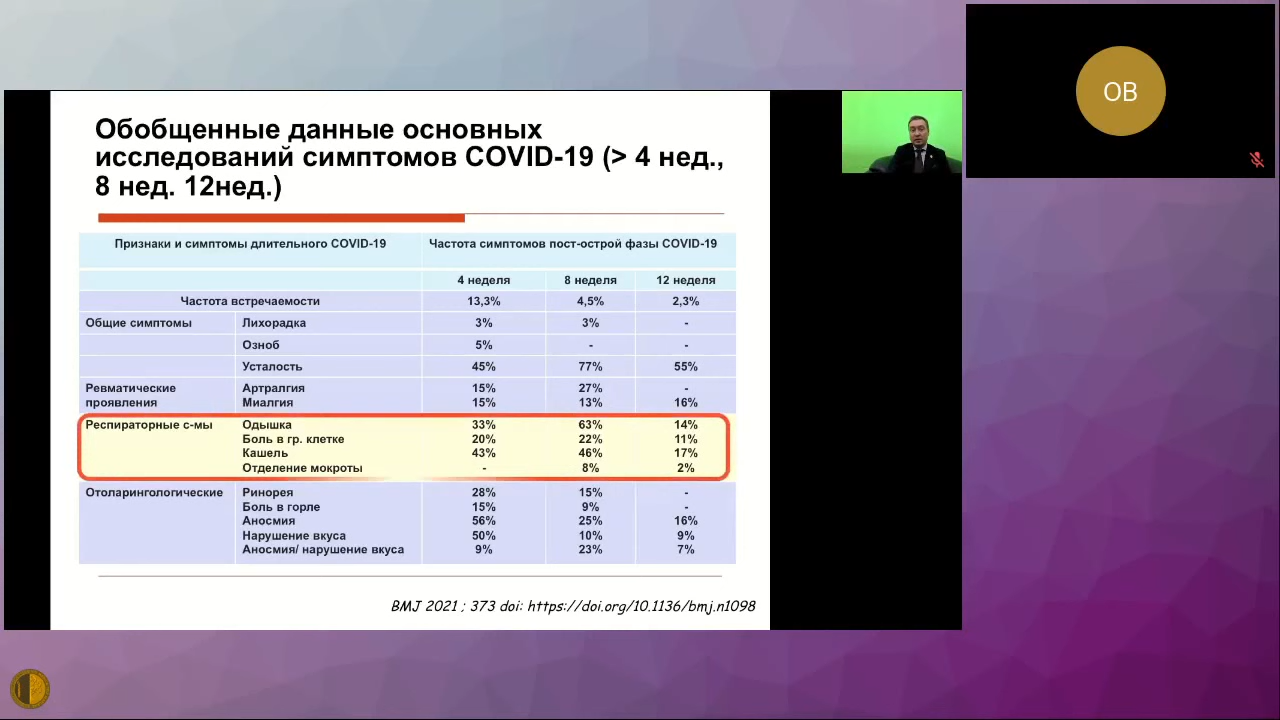 Обобщенные данные основных
исследований симптомов COVID-19 (> 4 нед.,
8 нед. 12нед.)
Признаки и симптомы длительного COVID-19 Частота симптомов пост-острой фазы COVID-19
4 неделя 8 неделя 12 неделя
Частота встречаемости 13,3% 4,5% 2,3%
Общие симптомы Лихорадка 3% 3% -
Озноб 5% - -
Усталость 45% 77% 55%
Ревматические Артралгия 15% 27% -
проявления Миалгия 15% 13% 16%
Респираторные с-мы Одышка 33% 63% 14%
Боль в гр. клетке 20% 22% 11%
Кашель 43% 46% 17%
Отделение мокроты - 8% 2%
Отоларингологические Ринорея 28% 15% -
Боль в горле 15% 9% -
Аносмия 56% 25% 16%
Нарушение вкуса 50% 10% 9%
Аносмия/ нарушение вкуса 9% 23% 7%
BMJ 2021 ; 373 doi: https://doi.org/10.1136/bmj.n1098
ОВ